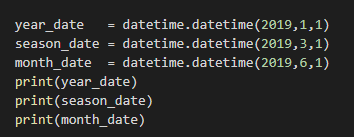 year_date   = datetime.datetime(2019,1,1)
season_date = datetime.datetime(2019,3,1)
month_date  = datetime.datetime(2019,6,1)
print(year_date)
print(season_date)
print(month_date)